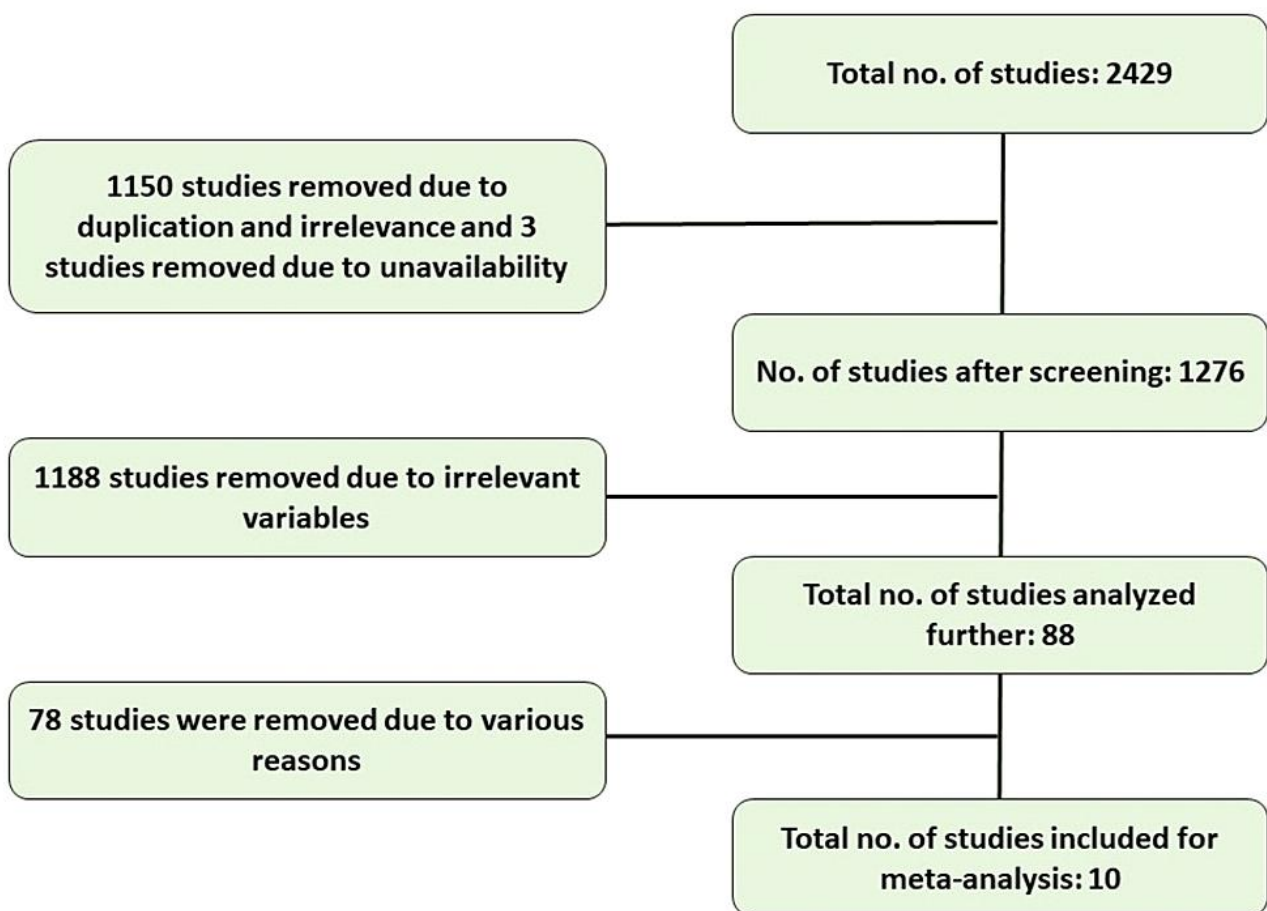 Total no. of studies: 2429
1150 studies removed due to
duplication and irrelevance and 3
studies removed due to unavailability
No. of studies after screening: 1276
1188 studies removed due to irrelevant
variables
Total no. of studies analyzed
further: 88
78 studies were removed due to various
reasons
Total no. of studies included for
meta-analysis: 10